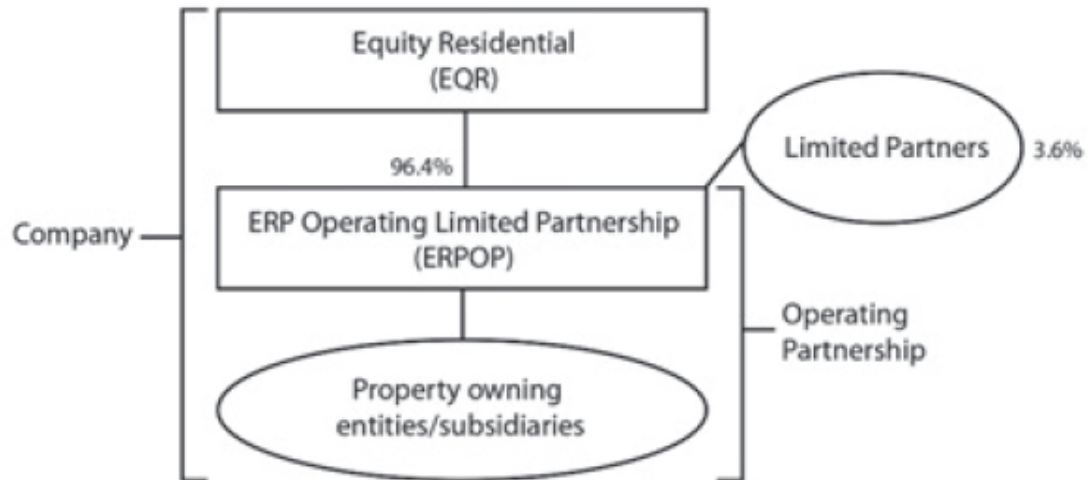 Equity Residential
(EQR)
Limited Partners
3.6%
96.4%
ERP Operating Limited Partnership
(ERPOP)
Company
Operating
Partnership
Property owning
entities/subsidiaries